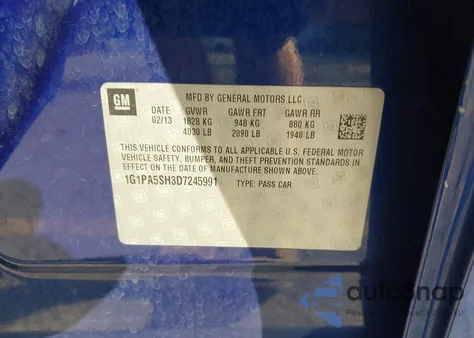 GM
MFD BY GENERAL MOTORS LLC
DATE GVWR GAWR FRT GAWR RR
02/13 1828 KG 948 KG 880 KG
4030 LB 2090 LB 1940 LB
THIS VEHICLE CONFORMS TO ALL APPLICABLE U.S. FEDERAL MOTOR
VEHICLE SAFETY, BUMPER, AND THEFT PREVENTION STANDARDS IN
EFFECT ON THE DATE OF MANUFACTURE SHOWN ABOVE.
1G1PA5SH3D7245991 TYPE: PASS CAR
autoSnap